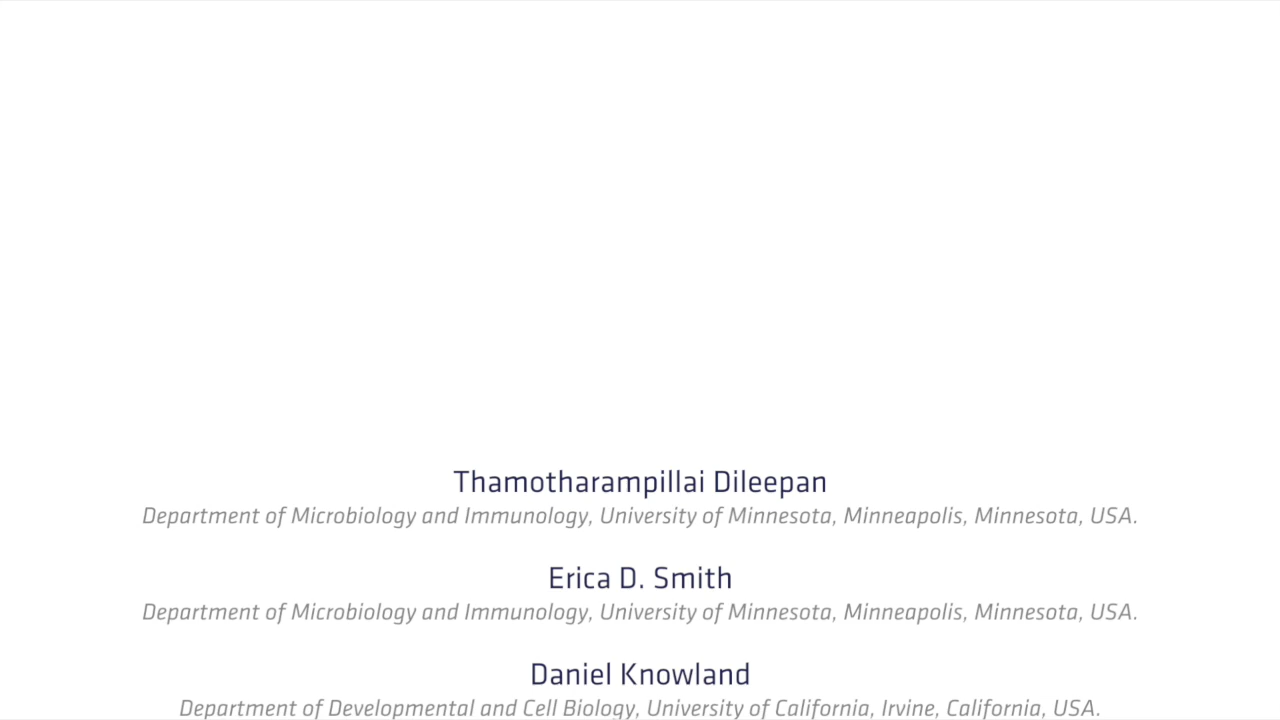 Thamotharampillai Dileepan
Department of Microbiology and Immunology, University of Minnesota, Minneapolis, Minnesota, USA.
Erica D. Smith
Department of Microbiology and Immunology, University of Minnesota, Minneapolis, Minnesota, USA.
Daniel Knowland
Department of Developmental and Cell Biology, University of California, Irvine, California, USA.